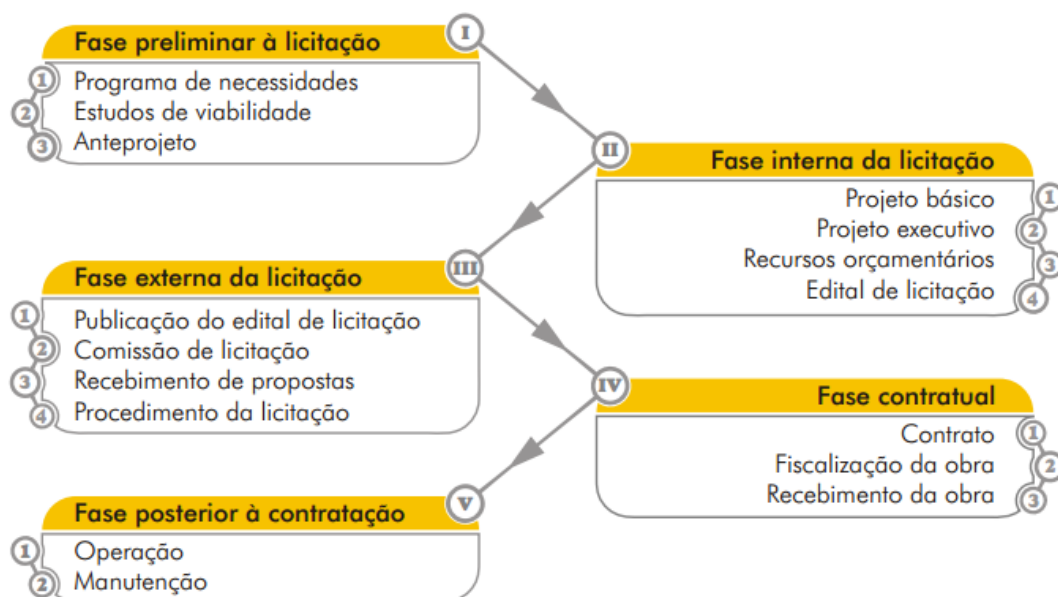 Fase preliminar à licitação
I
1 Programa de necessidades
2 Estudos de viabilidade
3 Anteprojeto
II
Fase interna da licitação
Projeto básico 1
Projeto executivo 2
Recursos orçamentários 3
Edital de licitação 4
III
Fase externa da licitação
1 Publicação do edital de licitação
2 Comissão de licitação
3 Recebimento de propostas
4 Procedimento da licitação
IV
Fase contratual
Contrato 1
Fiscalização da obra 2
Recebimento da obra 3
V
Fase posterior à contratação
1 Operação
2 Manutenção